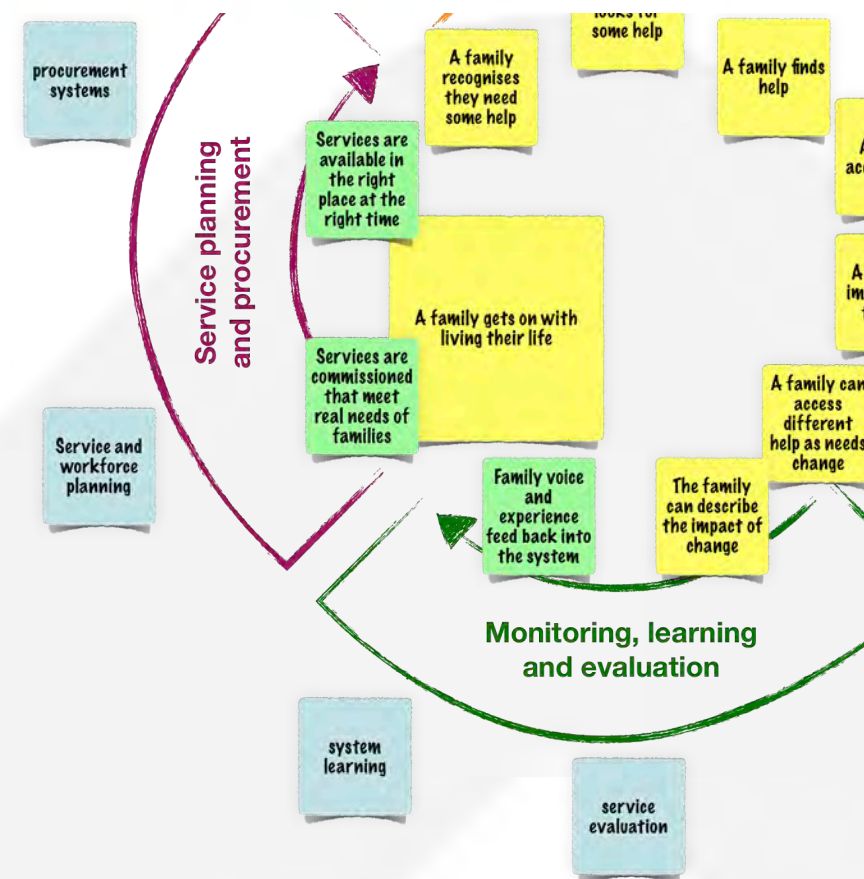 looks for
some help
procurement
systems
A family
recognises
they need
some help
A family finds
help
Services are
available in
the right
place at the
right time
Service planning
and procurement
A family gets on with
living their life
Services are
commissioned
that meet
real needs of
families
A
A
A family can
access
different
help as needs
change
Service and
workforce
planning
Family voice
and
experience
feed back into
the system
The family
can describe
the impact of
change
Monitoring, learning
and evaluation
system
learning
service
evaluation